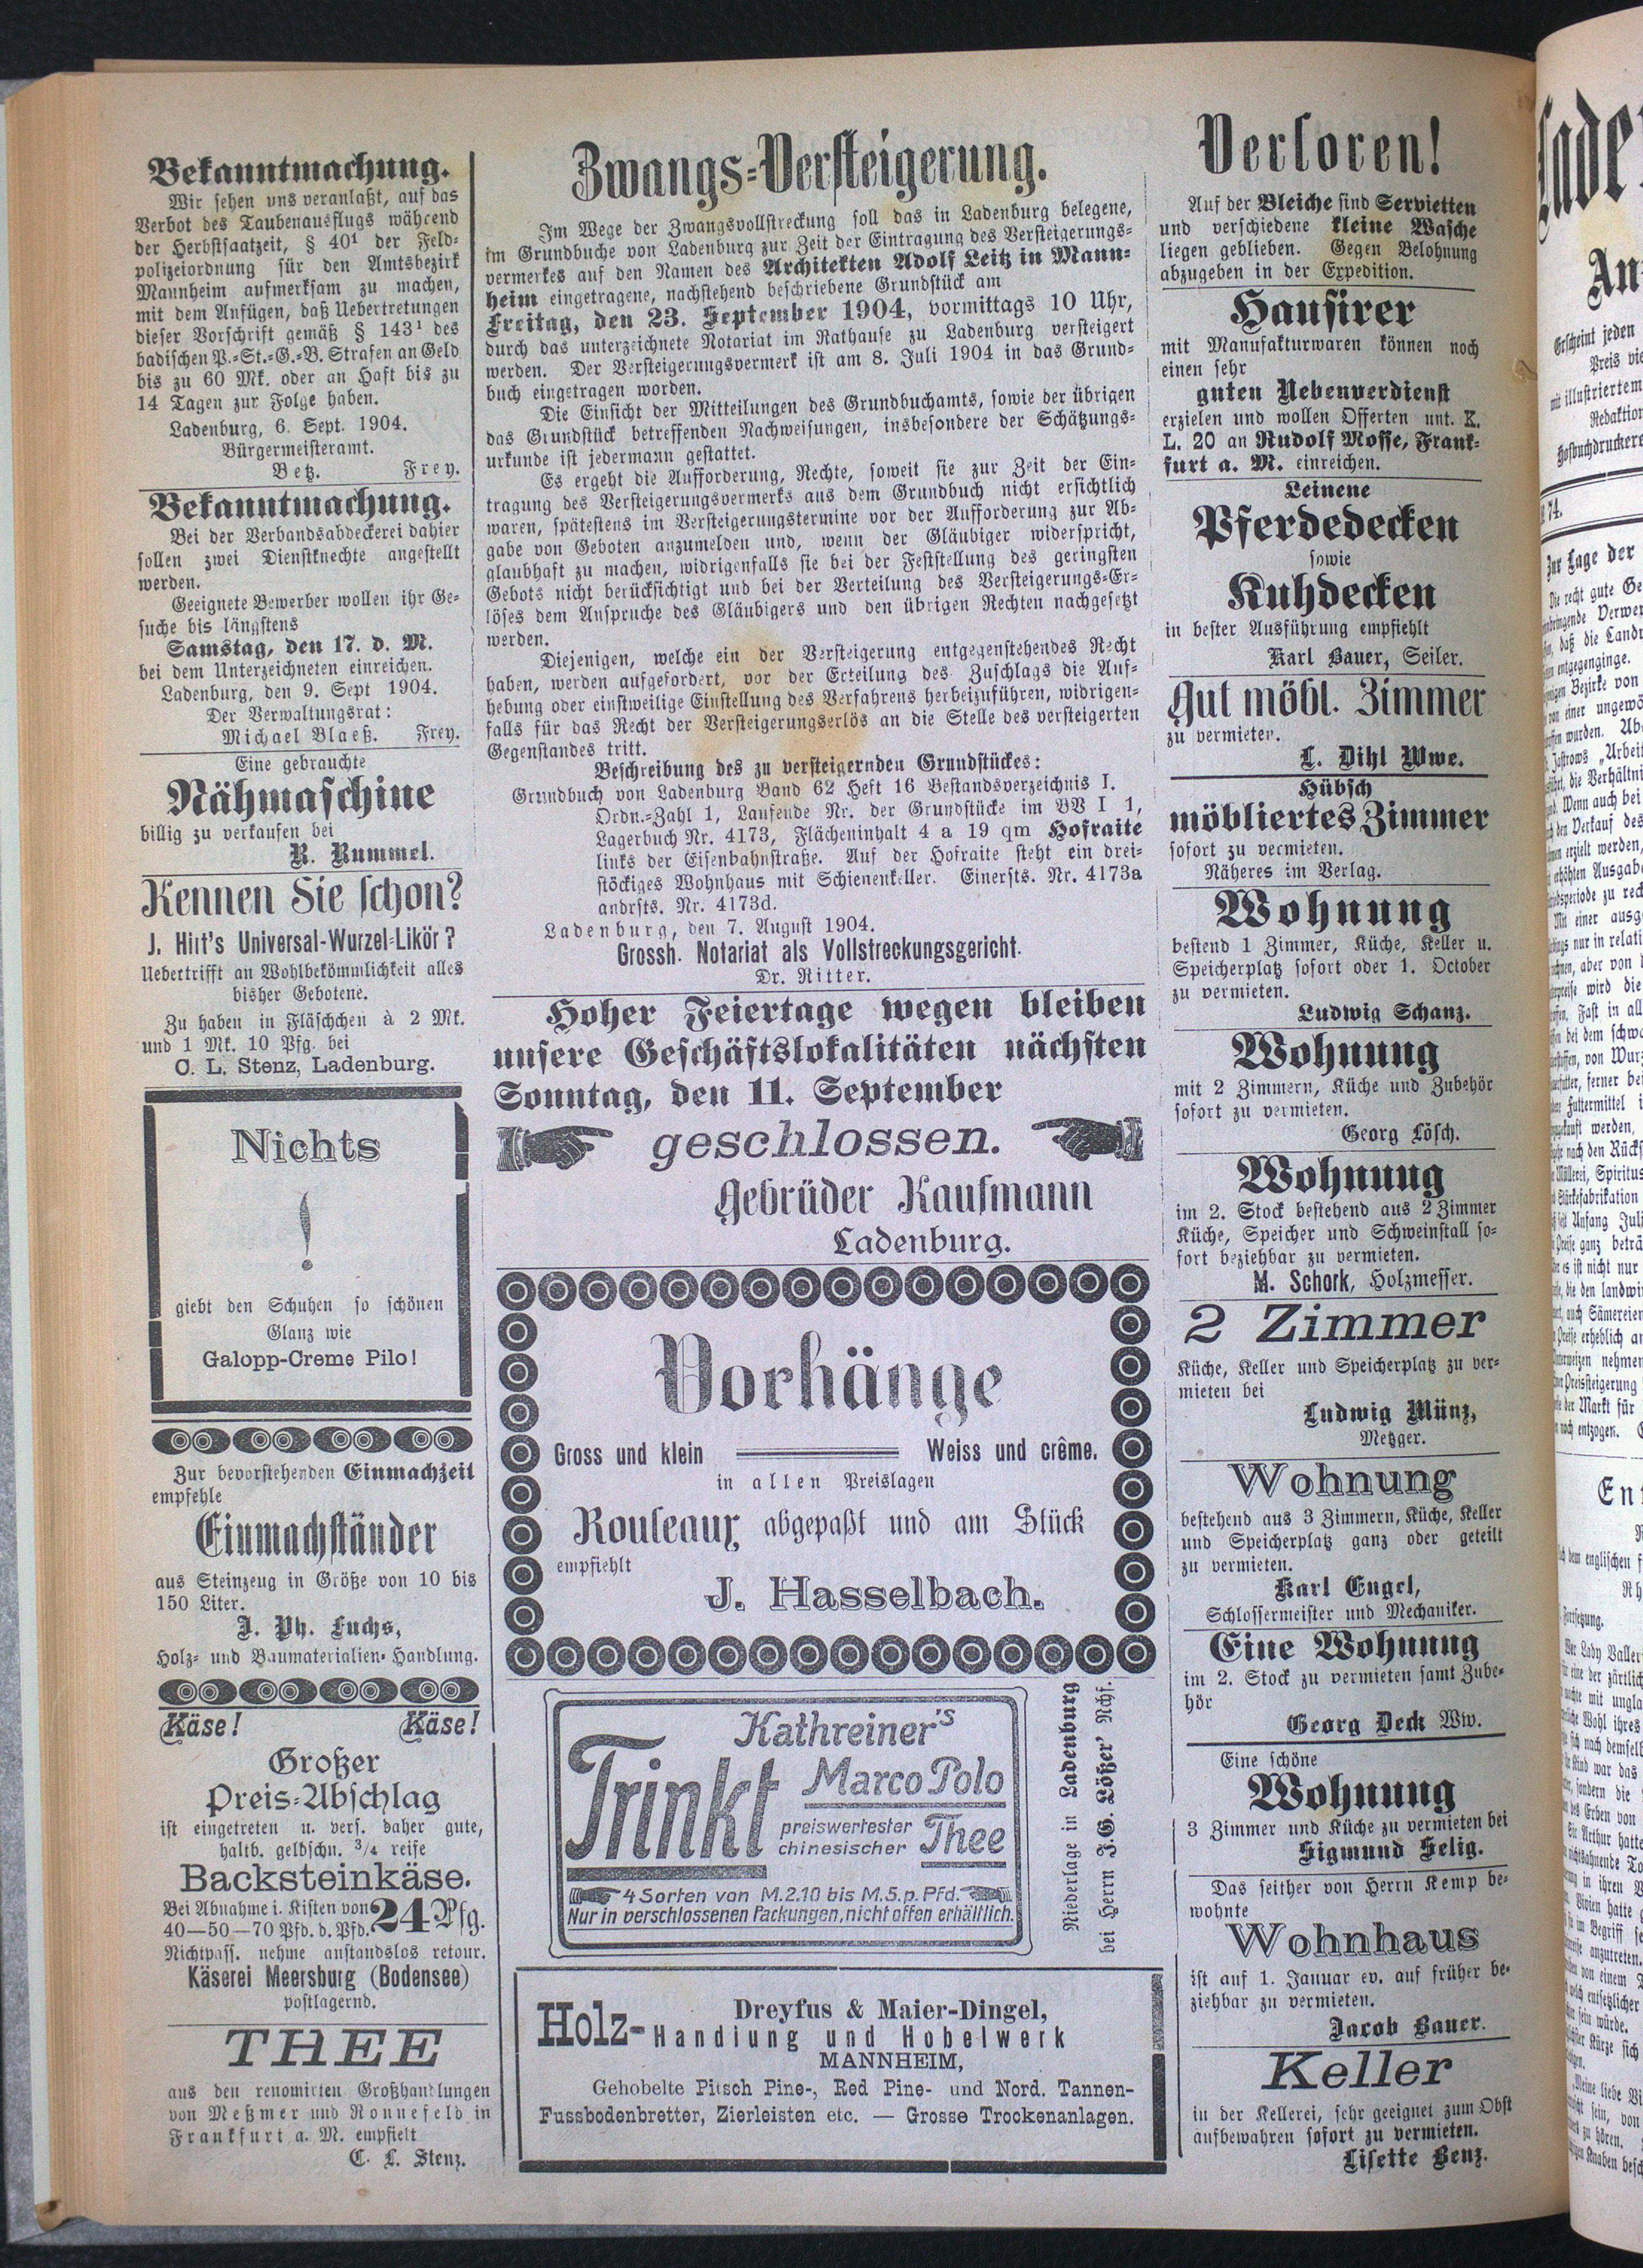 Bekanntmachung.
Wir sehen uns veranlaßt, auf das
Verbot des Taubenausflugs während
der Herbstsaatzeit, § 40¹ der Feld-
polizeiordnung für den Amtsbezirk
Mannheim aufmerksam zu machen,
mit dem Anfügen, daß Uebertretungen
dieser Vorschrift gemäß § 143¹ des
badischen P.-St.-G.-B. Strafen an Geld
bis zu 60 Mk. oder an Haft bis zu
14 Tagen zur Folge haben.
Ladenburg, 6. Sept. 1904.
Bürgermeisteramt.
Betz. Frey.
Bekanntmachung.
Bei der Verbandsabdeckerei dahier
sollen zwei Dienstknechte angestellt
werden.
Geeignete Bewerber wollen ihr Ge-
suche bis längstens
Samstag, den 17. d. M.
bei dem Unterzeichneten einreichen.
Ladenburg, den 9. Sept 1904.
Der Verwaltungsrat:
Michael Blaeß. Frey.
Eine gebrauchte
Nähmaschine
billig zu verkaufen bei
R. Rummel.
Kennen Sie schon?
J. Hirt's Universal-Wurzel-Likör?
Uebertrifft an Wohlbekömmlichkeit alles
bisher Gebotene.
Zu haben in Fläschchen à 2 Mk.
und 1 Mk. 10 Pfg. bei
C. L. Stenz, Ladenburg.
Nichts
!
giebt den Schuhen so schönen
Glanz wie
Galopp-Creme Pilo!
Zur bevorstehenden Einmachzeit
empfehle
Einmachständer
aus Steinzeug in Größe von 10 bis
150 Liter.
J. Ph. Fuchs,
Holz- und Baumaterialien-Handlung.
Käse! Käse!
Großer
Preis-Abschlag
ist eingetreten u. vers. daher gute,
haltb. geldschn. 3/4 reife
Backsteinkäse.
Bei Abnahme i. Kisten von
40—50—70 Pfd. d. Pfd. 24 Pfg.
Nichtpass. nehme anstandslos retour.
Käserei Meersburg (Bodensee)
postlagernd.
THEE
aus den renomirten Großhandlungen
von Meßmer und Ronnefeld in
Frankfurt a. M. empfielt
C. L. Stenz.
Zwangs-Versteigerung.
Im Wege der Zwangsvollstreckung soll das in Ladenburg belegene,
im Grundbuche von Ladenburg zur Zeit der Eintragung des Versteigerungs-
vermerkes auf den Namen des Architekten Adolf Leitz in Mann-
heim eingetragene, nachstehend beschriebene Grundstück am
Freitag, den 23. September 1904, vormittags 10 Uhr,
durch das unterzeichnete Notariat im Rathause zu Ladenburg versteigert
werden. Der Versteigerungsvermerk ist am 8. Juli 1904 in das Grund-
buch eingetragen worden.
Die Einsicht der Mitteilungen des Grundbuchamts, sowie der übrigen
das Grundstück betreffenden Nachweisungen, insbesondere der Schätzungs-
urkunde ist jedermann gestattet.
Es ergeht die Aufforderung, Rechte, soweit sie zur Zeit der Ein-
tragung des Versteigerungsvermerks aus dem Grundbuch nicht ersichtlich
waren, spätestens im Versteigerungstermine vor der Aufforderung zur Ab-
gabe von Geboten anzumelden und, wenn der Gläubiger widerspricht,
glaubhaft zu machen, widrigenfalls sie bei der Feststellung des geringsten
Gebots nicht berücksichtigt und bei der Verteilung des Versteigerungs-Er-
löses dem Anspruche des Gläubigers und den übrigen Rechten nachgesetzt
werden.
Diejenigen, welche ein der Versteigerung entgegenstehendes Recht
haben, werden aufgefordert, vor der Erteilung des Zuschlags die Auf-
hebung oder einstweilige Einstellung des Verfahrens herbeizuführen, widrigen-
falls für das Recht der Versteigerungserlös an die Stelle des versteigerten
Gegenstandes tritt.
Beschreibung des zu versteigernden Grundstückes:
Grundbuch von Ladenburg Band 62 Heft 16 Bestandsverzeichnis I.
Ordn.-Zahl 1, Laufende Nr. der Grundstücke im BV I 1,
Lagerbuch Nr. 4173, Flächeninhalt 4 a 19 qm Hofraite
links der Eisenbahnstraße. Auf der Hofraite steht ein drei-
stöckiges Wohnhaus mit Schienenkeller. Einersts. Nr. 4173a
andrsts. Nr. 4173d.
Ladenburg, den 7. August 1904.
Grossh. Notariat als Vollstreckungsgericht.
Dr. Ritter.
Hoher Feiertage wegen bleiben
unsere Geschäftslokalitäten nächsten
Sonntag, den 11. September
geschlossen.
Gebrüder Kaufmann
Ladenburg.
Vorhänge
Gross und klein Weiss und crême.
in allen Preislagen
Rouleaux abgepaßt und am Stück
empfiehlt
J. Hasselbach.
Kathreiner's
Trinkt Marco Polo
preiswertester
chinesischer Thee
4 Sorten von M.2.10 bis M.5.p.Pfd.
Nur in verschlossenen Packungen, nicht offen erhältlich.
Niederlage in Ladenburg
bei Herrn J.G. Lößer' Nchf.
Dreyfus & Maier-Dingel,
Holz-Handlung und Hobelwerk
MANNHEIM,
Gehobelte Pitsch Pine-, Red Pine- und Nord. Tannen-
Fussbodenbretter, Zierleisten etc. — Grosse Trockenanlagen.
Verloren!
Auf der Bleiche sind Servietten
und verschiedene kleine Wäsche
liegen geblieben. Gegen Belohnung
abzugeben in der Expedition.
Hausirer
mit Manufakturwaren können noch
einen sehr
guten Nebenverdienst
erzielen und wollen Offerten unt. K.
L. 20 an Rudolf Mosse, Frank-
furt a. M. einreichen.
Leinene
Pferdedecken
sowie
Kuhdecken
in bester Ausführung empfiehlt
Karl Bauer, Seiler.
Gut möbl. Zimmer
zu vermieten.
L. Dihl Wwe.
Hübsch
möbliertes Zimmer
sofort zu vermieten.
Näheres im Verlag.
Wohnung
bestend 1 Zimmer, Küche, Keller u.
Speicherplatz sofort oder 1. October
zu vermieten.
Ludwig Schanz.
Wohnung
mit 2 Zimmern, Küche und Zubehör
sofort zu vermieten.
Georg Lösch.
Wohnung
im 2. Stock bestehend aus 2 Zimmer
Küche, Speicher und Schweinstall so-
fort beziehbar zu vermieten.
M. Schork, Holzmesser.
2 Zimmer
Küche, Keller und Speicherplatz zu ver-
mieten bei
Ludwig Münz,
Metzger.
Wohnung
bestehend aus 3 Zimmern, Küche, Keller
und Speicherplatz ganz oder geteilt
zu vermieten.
Karl Engel,
Schlossermeister und Mechaniker.
Eine Wohnung
im 2. Stock zu vermieten samt Zube-
hör
Georg Deck Ww.
Eine schöne
Wohnung
3 Zimmer und Küche zu vermieten bei
Sigmund Selig.
Das seither von Herrn Kemp be-
wohnte
Wohnhaus
ist auf 1. Januar ev. auf früher be-
ziehbar zu vermieten.
Jacob Bauer.
Keller
in der Kellerei, sehr geeignet zum Obst
aufbewahren sofort zu vermieten.
Lisette Benz.